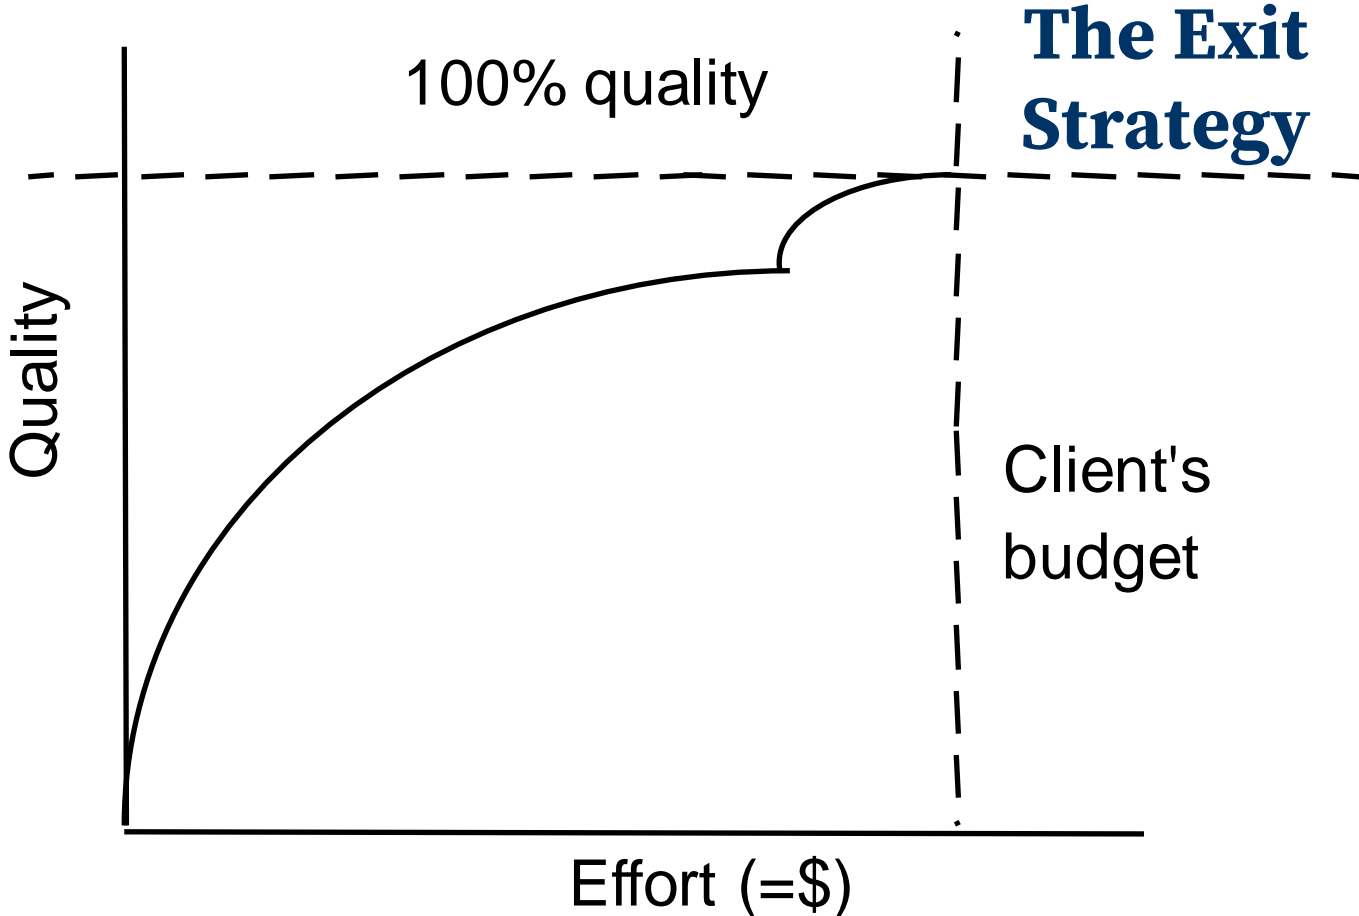 The Exit
Strategy
100% quality
Quality
Client's
budget
Effort (=$)